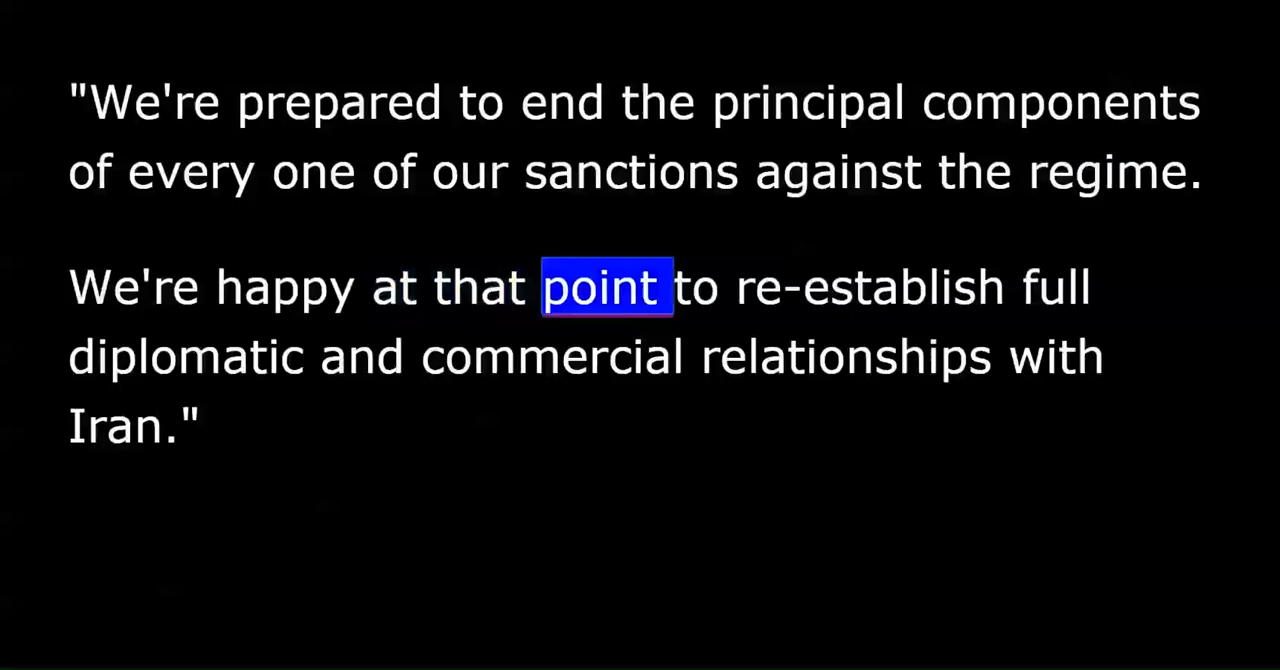 "We're prepared to end the principal components
of every one of our sanctions against the regime.
We're happy at that point to re-establish full
diplomatic and commercial relationships with
Iran."